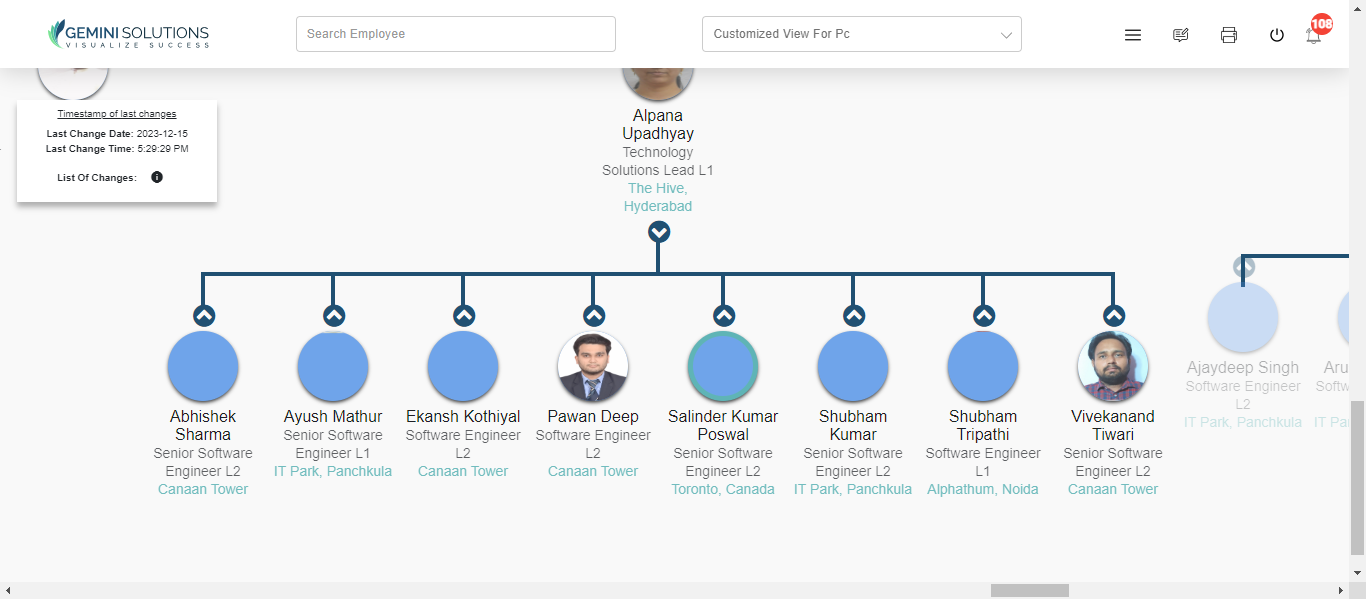 GEMINI SOLUTIONS
VISUALIZE SUCCESS
Search Employee
Customized View For Pc
108
Timestamp of last changes
Last Change Date: 2023-12-15
Last Change Time: 5:29:29 PM
List Of Changes:
Alpana
Upadhyay
Technology
Solutions Lead L1
The Hive,
Hyderabad
Abhishek
Sharma
Senior Software
Engineer L2
Canaan Tower
Ayush Mathur
Senior Software
Engineer L1
IT Park, Panchkula
Ekansh Kothiyal
Software Engineer
L2
Canaan Tower
Pawan Deep
Software Engineer
L2
Canaan Tower
Salinder Kumar
Poswal
Senior Software
Engineer L2
Toronto, Canada
Shubham
Kumar
Senior Software
Engineer L2
IT Park, Panchkula
Shubham
Tripathi
Software Engineer
L1
Alphathum, Noida
Vivekanand
Tiwari
Senior Software
Engineer L2
Canaan Tower
Ajaydeep Singh
Software Engineer
L2
IT Park, Panchkula
Aru
Softw
IT Pa